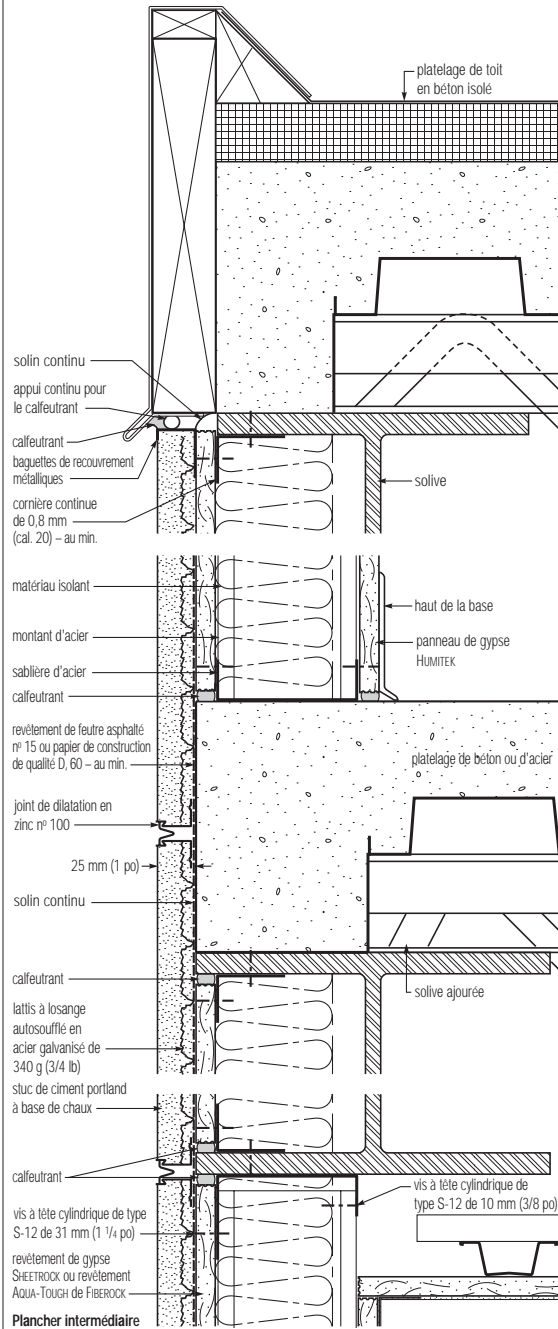 platelage de toit
en béton isolé
solin continu
appui continu pour
le calfeutrant
calfeutrant
baguettes de recouvrement
métalliques
cornière continue
de 0,8 mm
(cal. 20) – au min.
solive
matériau isolant
haut de la base
montant d'acier
panneau de gypse
HUMITEK
sablière d'acier
calfeutrant
revêtement de feutre asphalté
nº 15 ou papier de construction
de qualité D, 60 – au min.
platelage de béton ou d'acier
joint de dilatation en
zinc nº 100
25 mm (1 po)
solin continu
calfeutrant
solive ajourée
lattis à losange
autosoufflé en
acier galvanisé de
340 g (3/4 lb)
stuc de ciment portland
à base de chaux
calfeutrant
vis à tête cylindrique de
type S-12 de 10 mm (3/8 po)
vis à tête cylindrique de type
S-12 de 31 mm (1 1/4 po)
revêtement de gypse
SHEETROCK ou revêtement
AQUA-TOUGH de FIBEROCK
Plancher intermédiaire